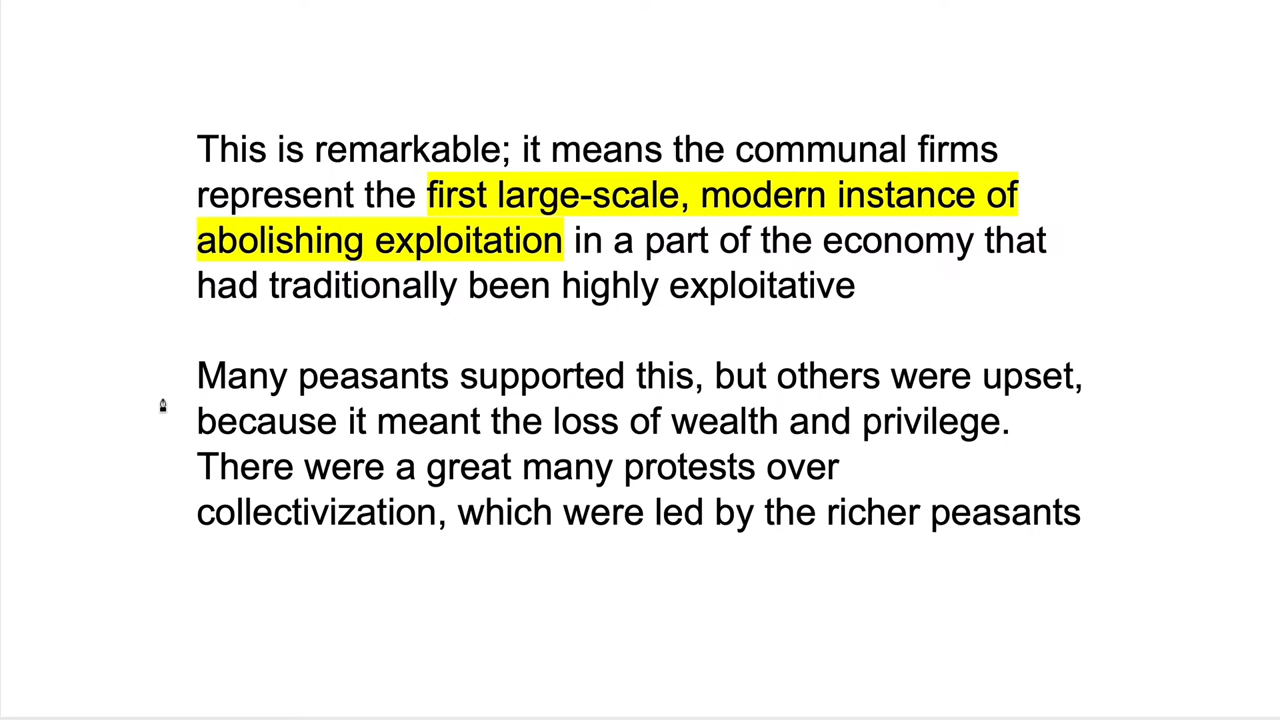 This is remarkable; it means the communal firms
represent the first large-scale, modern instance of
abolishing exploitation in a part of the economy that
had traditionally been highly exploitative
Many peasants supported this, but others were upset,
because it meant the loss of wealth and privilege.
There were a great many protests over
collectivization, which were led by the richer peasants